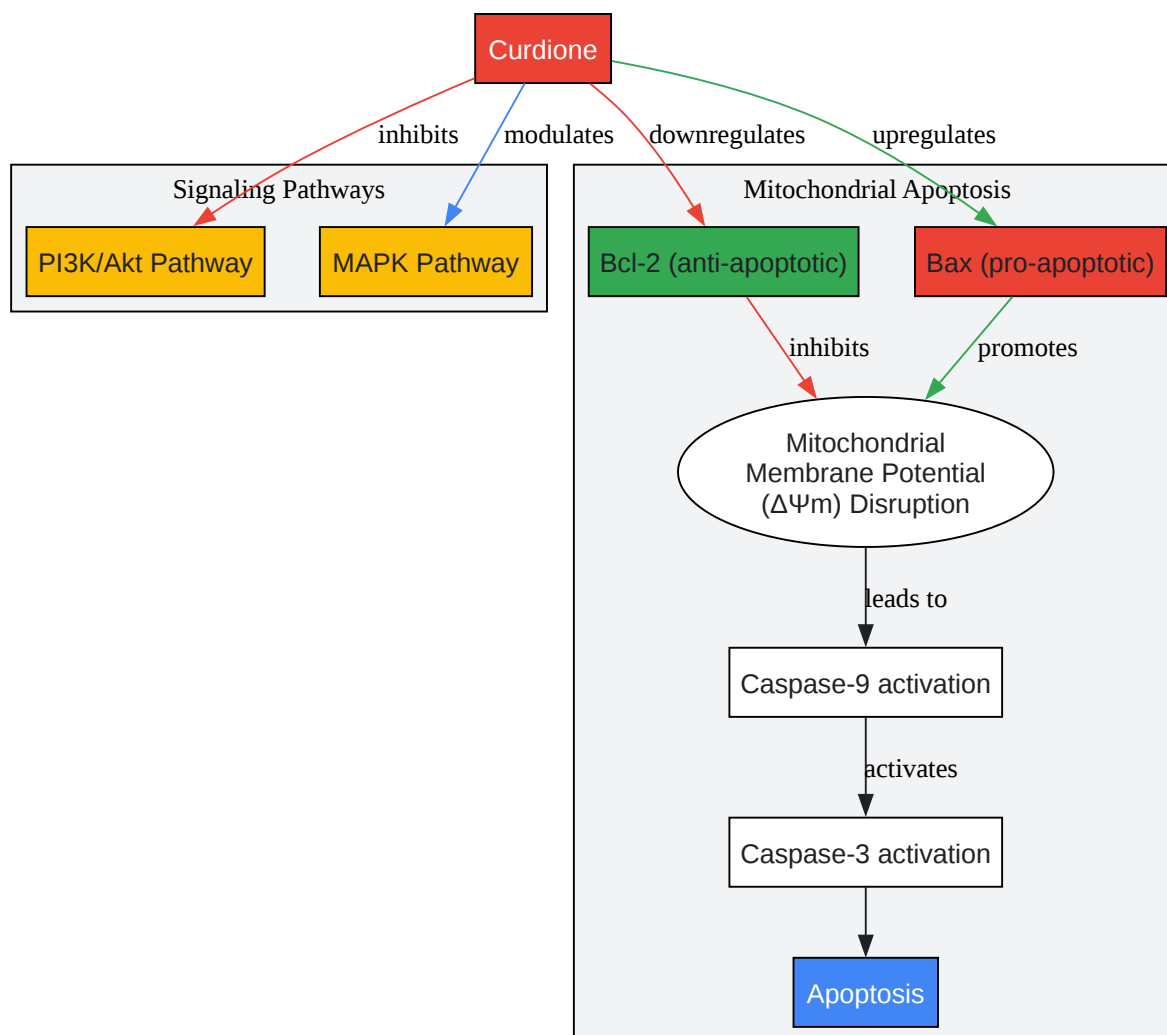 Curdione
inhibits
modulates
downregulates
upregulates
Signaling Pathways
Mitochondrial Apoptosis
PI3K/Akt Pathway
MAPK Pathway
Bcl-2 (anti-apoptotic)
Bax (pro-apoptotic)
inhibits
promotes
Mitochondrial
Membrane Potential
(ΔΨm) Disruption
leads to
Caspase-9 activation
activates
Caspase-3 activation
Apoptosis